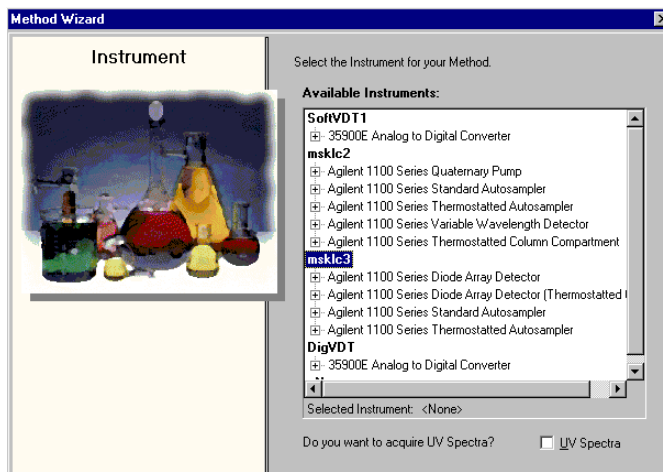 Method Wizard
Instrument
Select the Instrument for your Method.
Available Instruments:
SoftVDT1
35900E Analog to Digital Converter
msklc2
Agilent 1100 Series Quaternary Pump
Agilent 1100 Series Standard Autosampler
Agilent 1100 Series Thermostatted Autosampler
Agilent 1100 Series Variable Wavelength Detector
Agilent 1100 Series Thermostatted Column Compartment
msklc3
Agilent 1100 Series Diode Array Detector
Agilent 1100 Series Diode Array Detector (Thermostatted
Agilent 1100 Series Standard Autosampler
Agilent 1100 Series Thermostatted Autosampler
DigVDT
35900E Analog to Digital Converter
Selected Instrument: <None>
Do you want to acquire UV Spectra?
UV Spectra